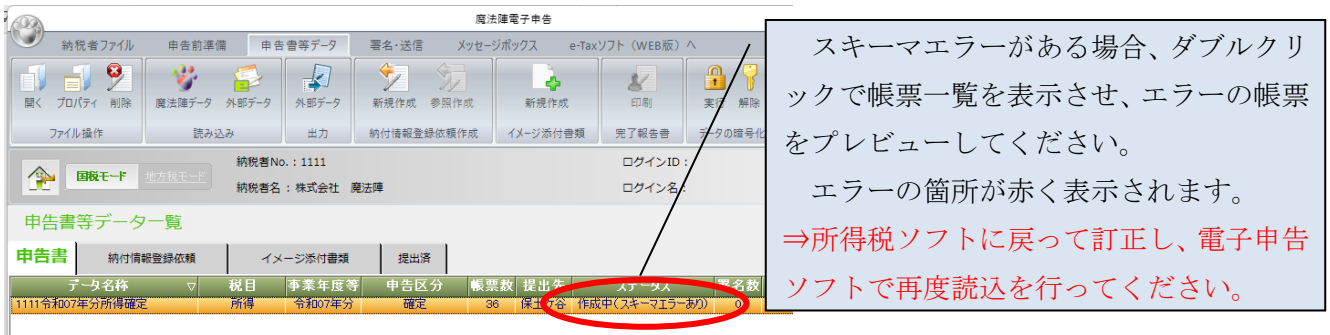 魔法陣電子申告
納税者ファイル 申告前準備 申告書等データ 署名・送信 メッセージボックス e-Taxソフト（WEB版）へ
開く プロパティ 削除 魔法陣データ 外部データ 外部データ 新規作成 参照作成 新規作成 印刷 実行 解除
ファイル操作 読み込み 出力 納付情報登録依頼作成 イメージ添付書類 完了報告書 データの暗号化
国税モード 地方税モード
納税者No.：1111 ログインID：
納税者名：株式会社 魔法陣 ログイン名：
申告書等データ一覧
申告書 納付情報登録依頼 イメージ添付書類 提出済
データ名称 ▽ 税目 事業年度等 申告区分 帳票数 提出先 ステータス 署名数
1111令和07年分所得確定 所得 令和07年分 確定 36 保土ヶ谷 作成中(スキーマエラーあり) 0
スキーマエラーがある場合、ダブルクリ
ックで帳票一覧を表示させ、エラーの帳票
をプレビューしてください。
エラーの箇所が赤く表示されます。
⇒所得税ソフトに戻って訂正し、電子申告
ソフトで再度読込を行ってください。